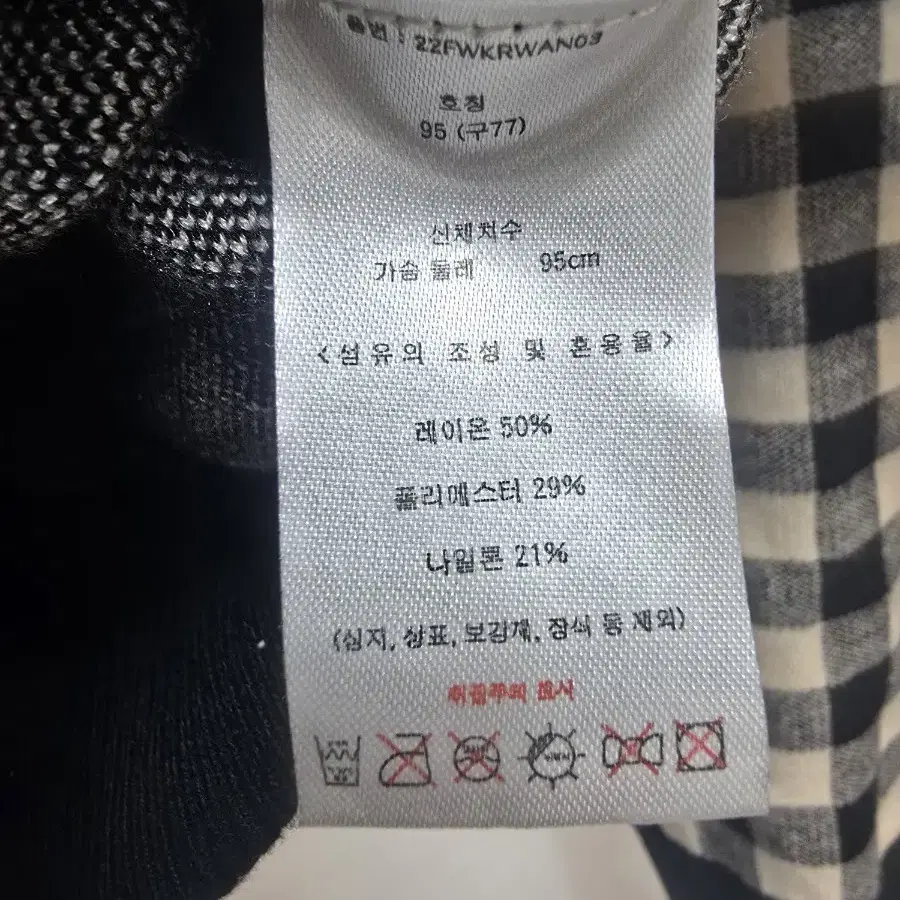 품번 : 22FWKRWAN03
호칭
95 (구77)
신체치수
가슴 둘레 95cm
<섬유의 조성 및 혼용율>
레이온 50%
폴리에스터 29%
나일론 21%
(심지, 상표, 보강재, 장식 등 제외)
취급주의 표시